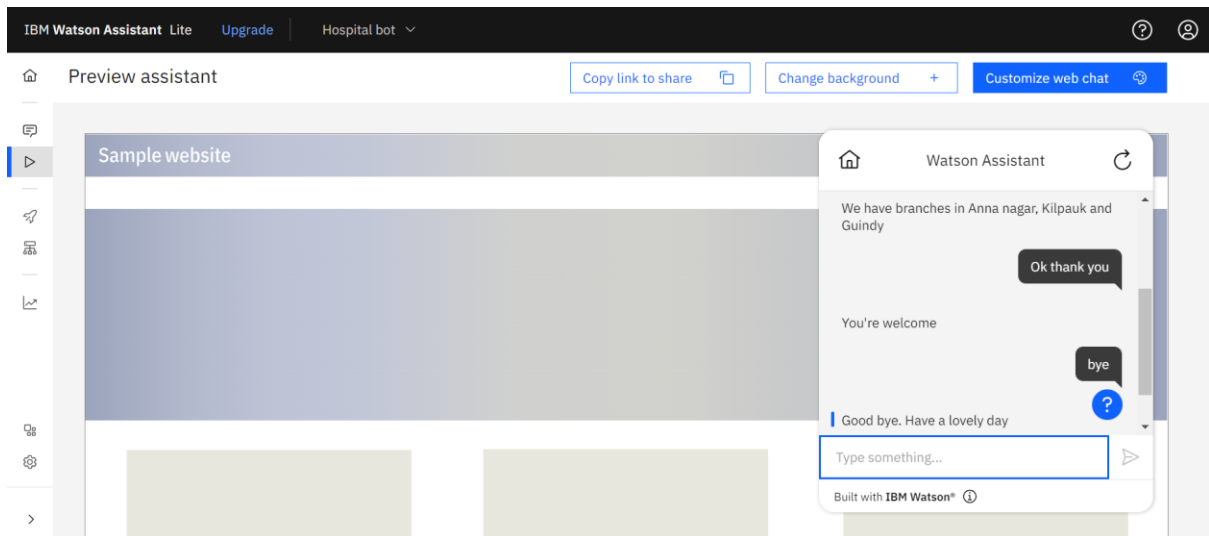 IBM Watson Assistant Lite Upgrade Hospital bot
Preview assistant Copy link to share Change background + Customize web chat
Sample website
Watson Assistant
We have branches in Anna nagar, Kilpauk and
Guindy
Ok thank you
You're welcome
bye
?
Good bye. Have a lovely day
Type something...
Built with IBM Watson®